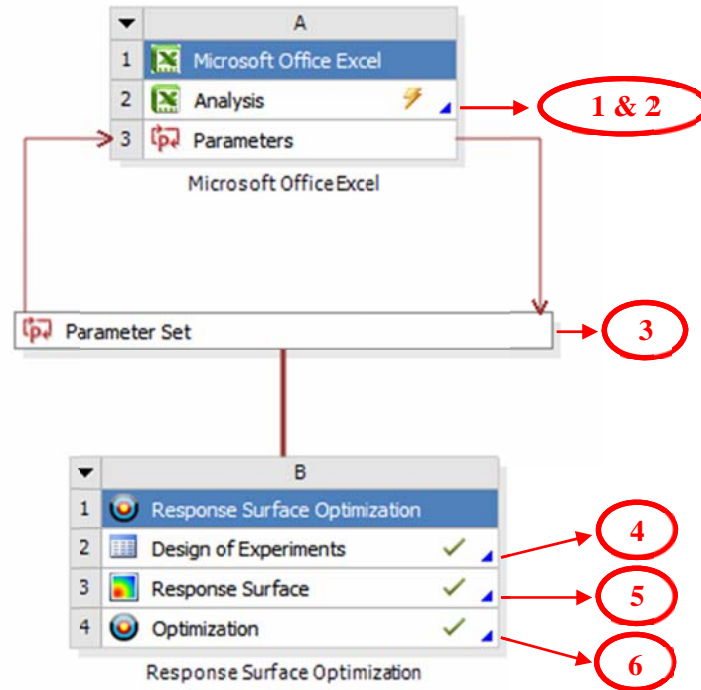 A
1 Microsoft Office Excel
2 Analysis
1 & 2
3 Parameters
Microsoft Office Excel
Parameter Set
3
B
1 Response Surface Optimization
2 Design of Experiments
4
3 Response Surface
5
4 Optimization
6
Response Surface Optimization